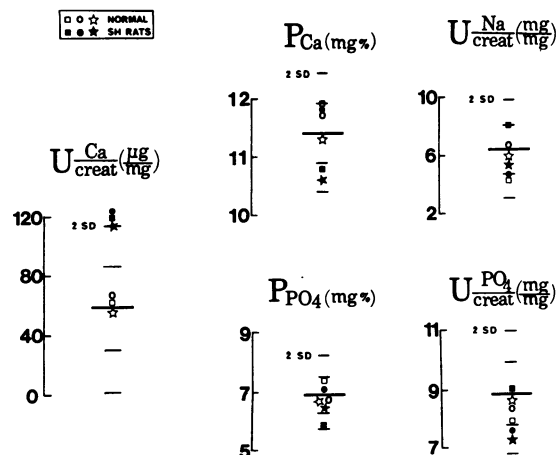 □ ○ ☆ NORMAL
■ ● ★ SH RATS
P Ca (mg%)
2 SD
12
11
10
U Na/creat (mg/mg)
10
2 SD
6
2
U Ca/creat (µg/mg)
120
2 SD
80
40
0
P PO4 (mg%)
9
2 SD
7
5
U PO4/creat (mg/mg)
11
2 SD
9
7